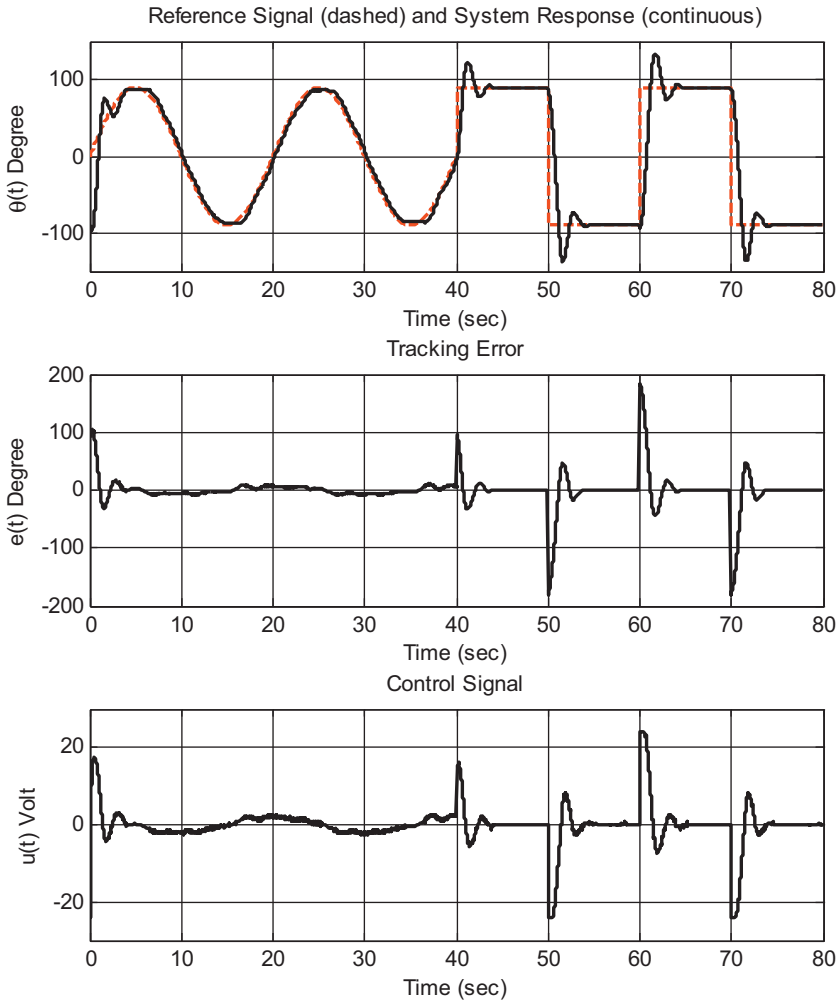 Reference Signal (dashed) and System Response (continuous)
100
0
-100
θ(t) Degree
0 10 20 30 40 50 60 70 80
Time (sec)
Tracking Error
200
100
0
-100
-200
e(t) Degree
0 10 20 30 40 50 60 70 80
Time (sec)
Control Signal
20
0
-20
u(t) Volt
0 10 20 30 40 50 60 70 80
Time (sec)